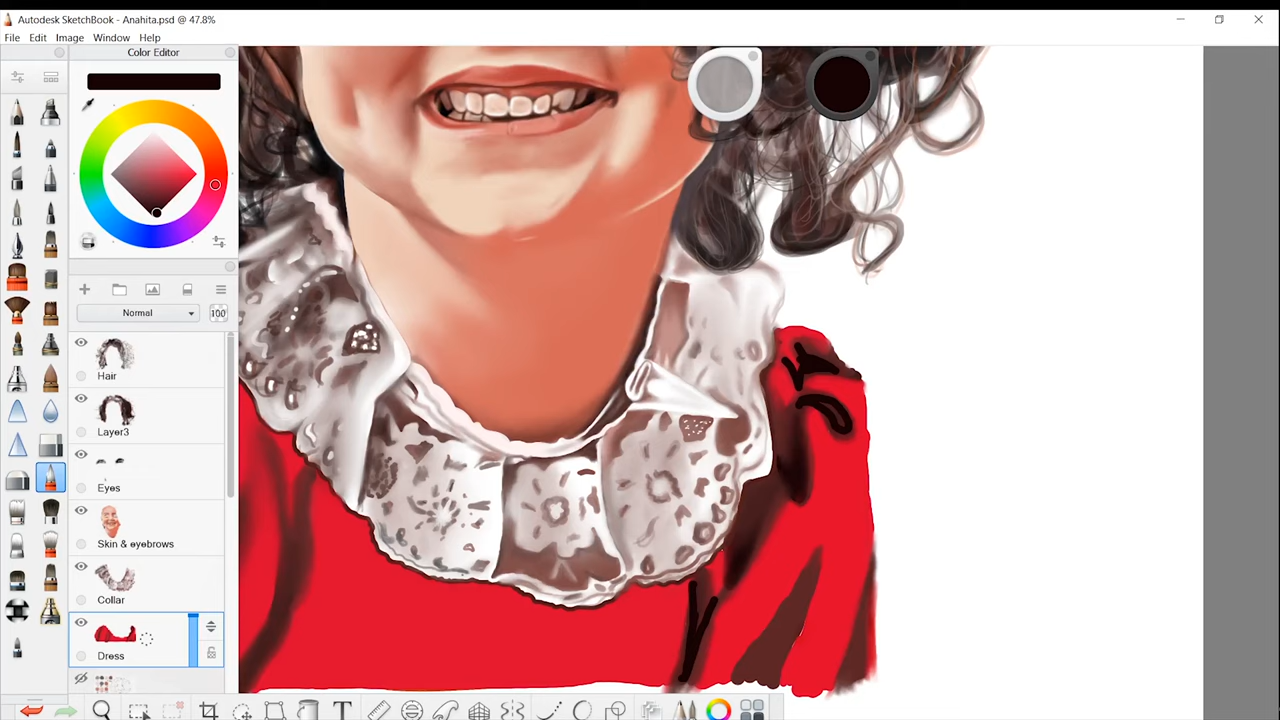 Autodesk SketchBook - Anahita.psd @ 47.8%
File Edit Image Window Help
Color Editor
Normal
100
Hair
Layer3
Eyes
Skin & eyebrows
Collar
Dress
T